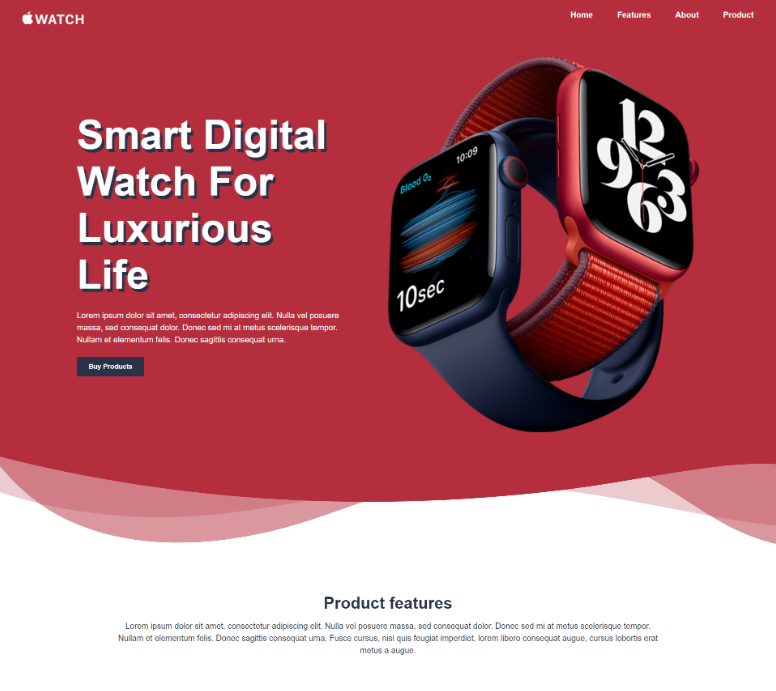 WATCH
Home Features About Product
Smart Digital
Watch For
Luxurious
Life
Lorem ipsum dolor sit amet, consectetur adipiscing elit. Nulla vel posuere
massa, sed consequat dolor. Donec sed mi at metus scelerisque tempor.
Nullam et elementum felis. Donec sagittis consequat urna.
Buy Products
Blood O₂
10:09
10sec
12
9
3
6
Product features
Lorem ipsum dolor sit amet, consectetur adipiscing elit. Nulla vel posuere massa, sed consequat dolor. Donec sed mi at metus scelerisque tempor.
Nullam et elementum felis. Donec sagittis consequat urna. Fusce cursus, nisl quis feugiat imperdiet, lorem libero consequat augue, cursus lobortis erat
metus a augue.